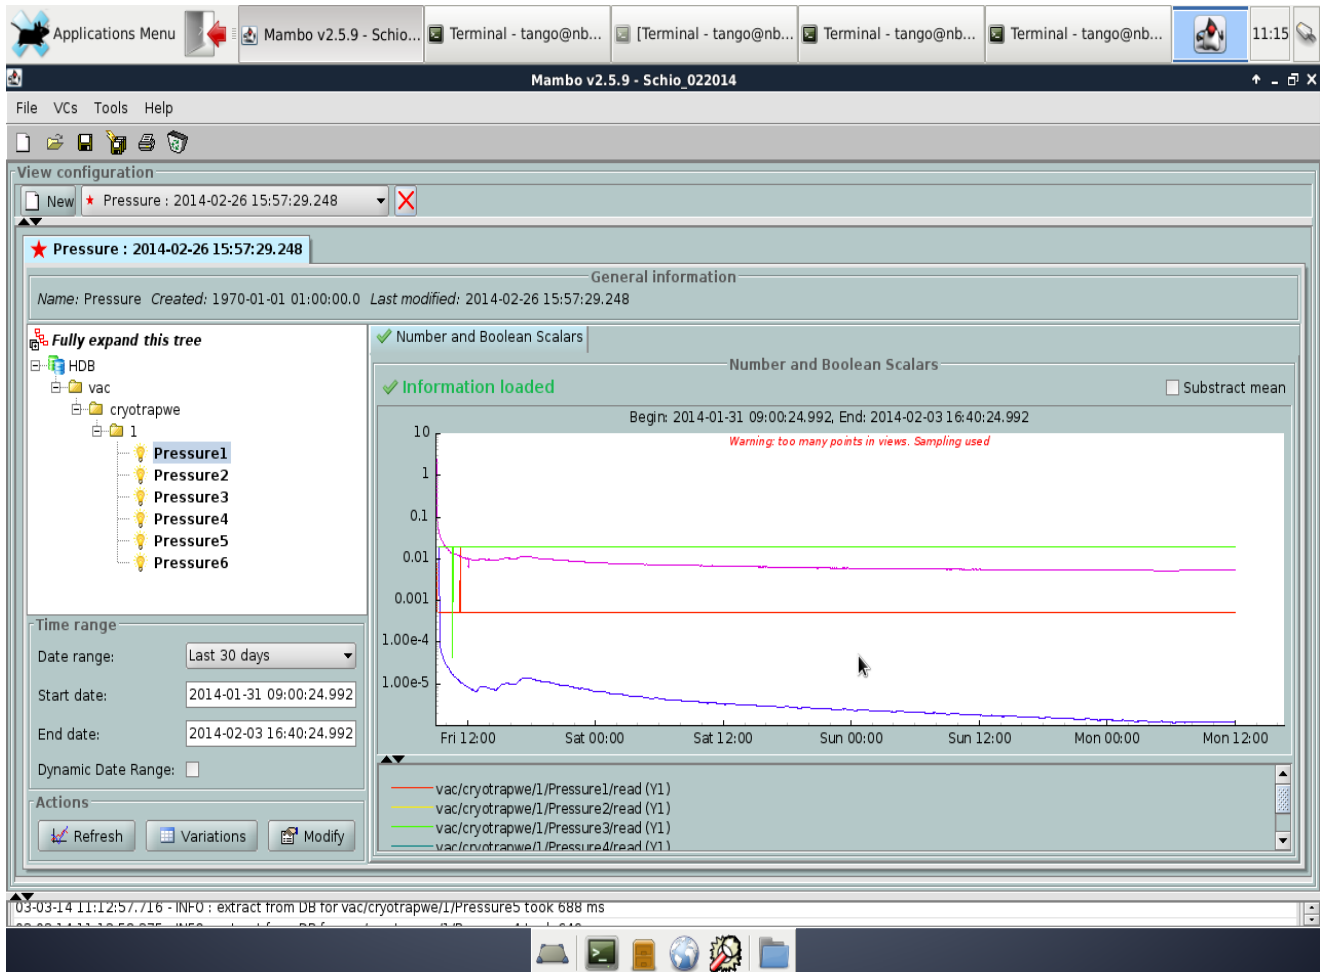 Applications Menu
Mambo v2.5.9 - Schio...
Terminal - tango@nb...
[Terminal - tango@nb...
Terminal - tango@nb...
Terminal - tango@nb...
11:15
Mambo v2.5.9 - Schio_022014
File VCs Tools Help
View configuration
New
Pressure : 2014-02-26 15:57:29.248
Pressure : 2014-02-26 15:57:29.248
General information
Name: Pressure Created: 1970-01-01 01:00:00.0 Last modified: 2014-02-26 15:57:29.248
Fully expand this tree
HDB
vac
cryotrapwe
1
Pressure1
Pressure2
Pressure3
Pressure4
Pressure5
Pressure6
Time range
Date range: Last 30 days
Start date: 2014-01-31 09:00:24.992
End date: 2014-02-03 16:40:24.992
Dynamic Date Range:
Actions
Refresh
Variations
Modify
Number and Boolean Scalars
Number and Boolean Scalars
Information loaded
Substract mean
Begin: 2014-01-31 09:00:24.992, End: 2014-02-03 16:40:24.992
Warning: too many points in views. Sampling used
10
1
0.1
0.01
0.001
1.00e-4
1.00e-5
Fri 12:00 Sat 00:00 Sat 12:00 Sun 00:00 Sun 12:00 Mon 00:00 Mon 12:00
vac/cryotrapwe/1/Pressure1/read (Y1)
vac/cryotrapwe/1/Pressure2/read (Y1)
vac/cryotrapwe/1/Pressure3/read (Y1)
vac/cryotrapwe/1/Pressure4/read (Y1)
03-03-14 11:12:57.716 - INFO : extract from DB for vac/cryotrapwe/1/Pressure5 took 688 ms